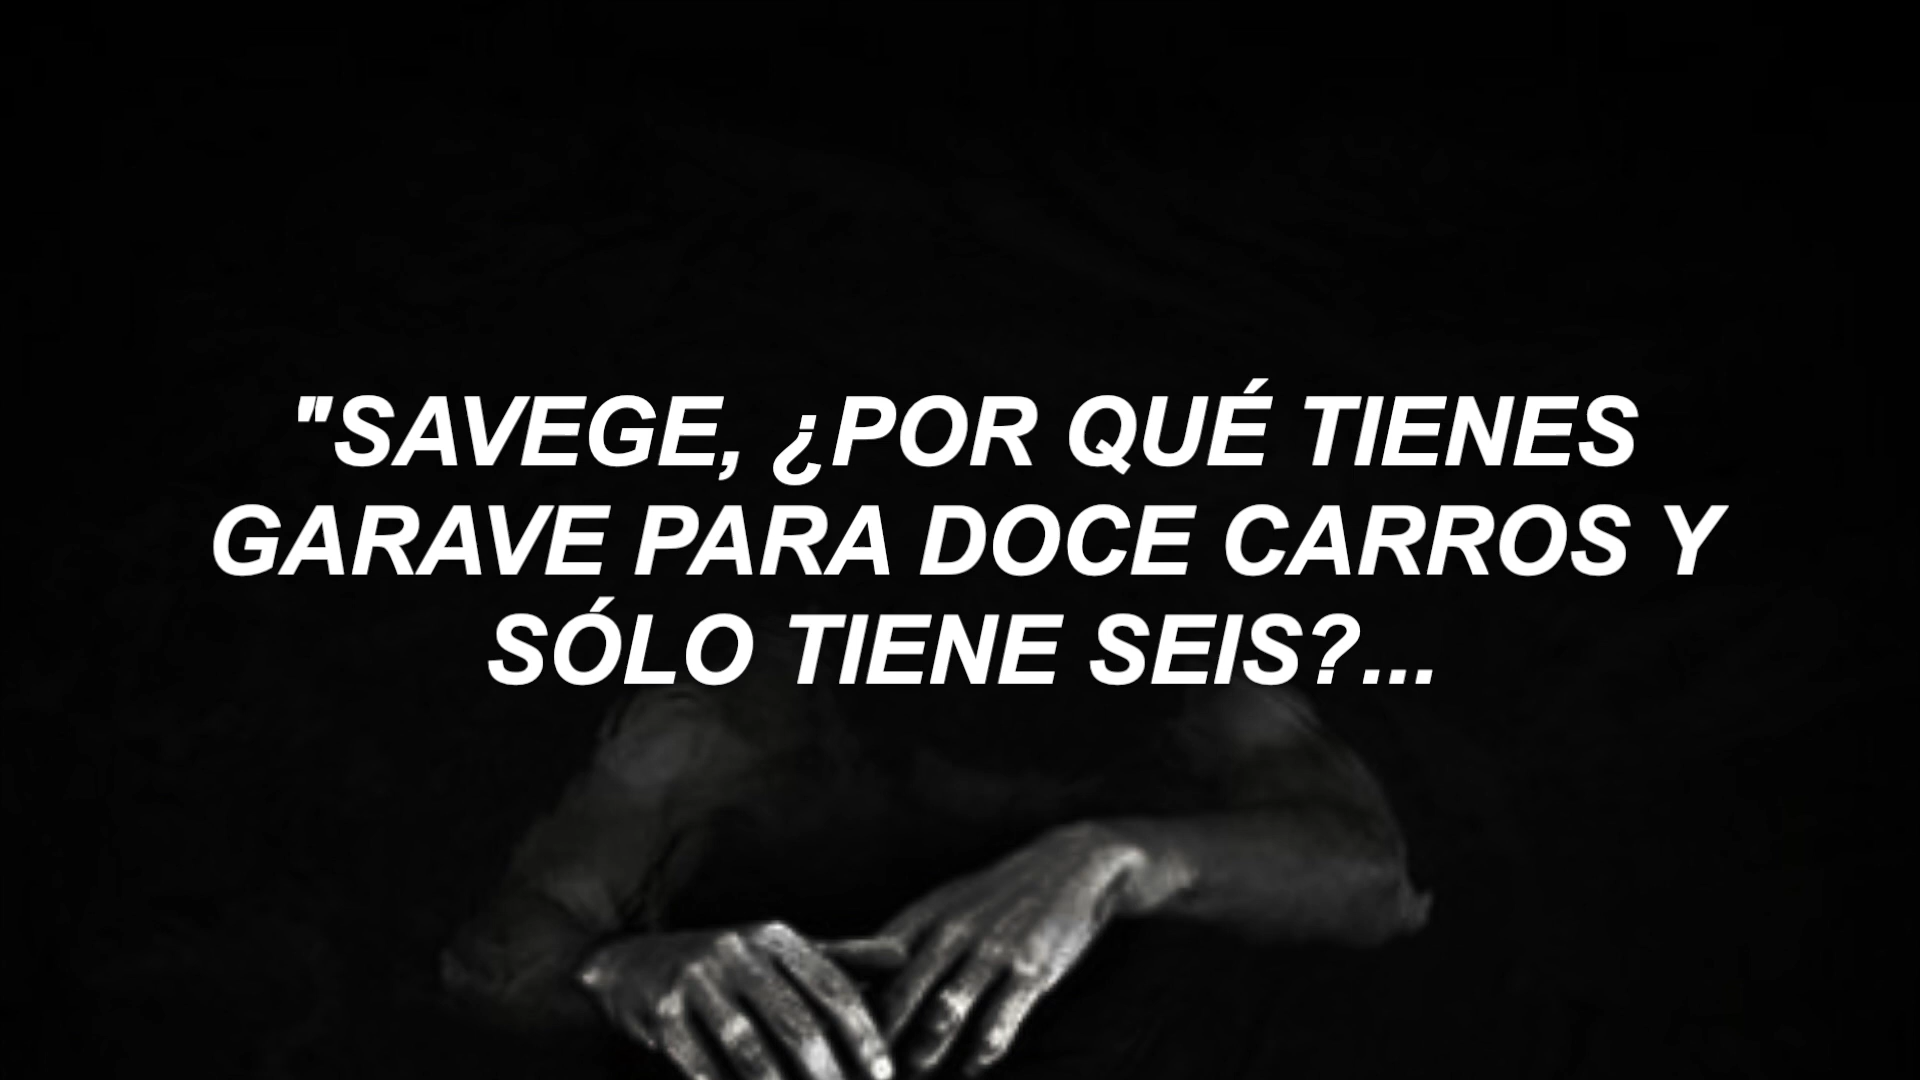 "SAVEGE, ¿POR QUÉ TIENES
GARAVE PARA DOCE CARROS Y
SÓLO TIENE SEIS?...